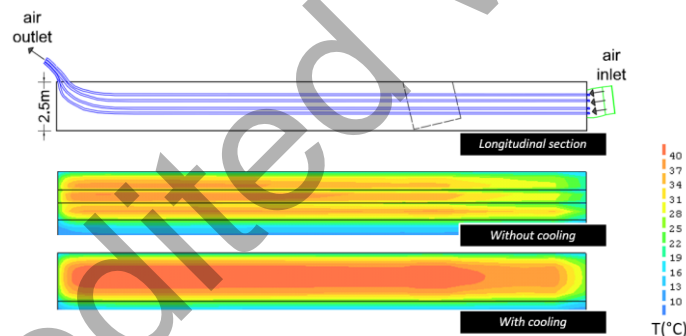 air
outlet
air
inlet
2.5m
Longitudinal section
Without cooling
With cooling
40
37
34
31
28
25
22
19
16
13
10
T(°C)